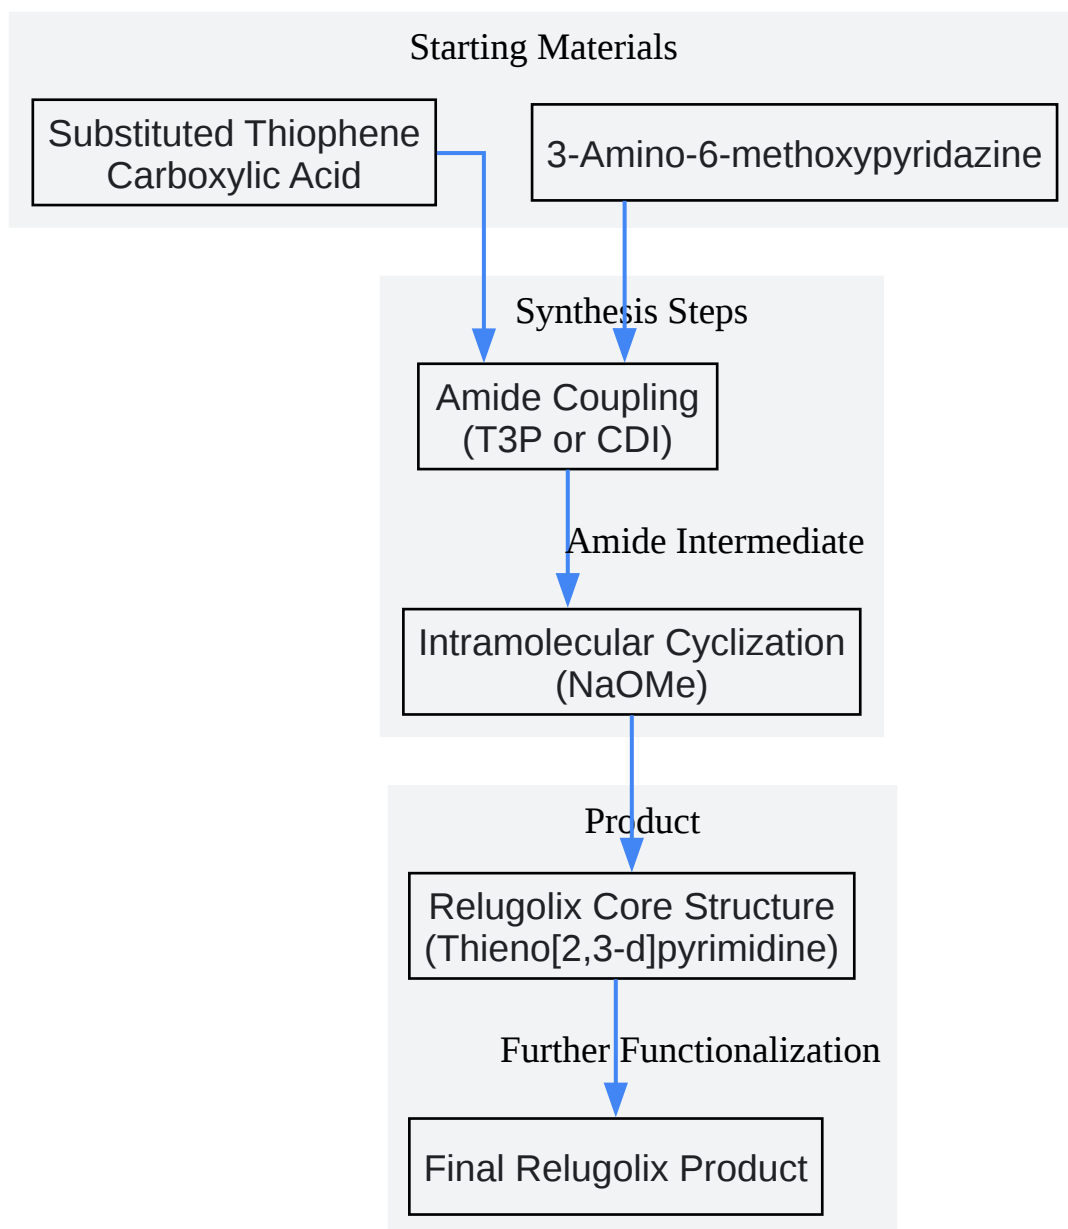 Starting Materials
Substituted Thiophene
Carboxylic Acid
3-Amino-6-methoxypyridazine
Synthesis Steps
Amide Coupling
(T3P or CDI)
Amide Intermediate
Intramolecular Cyclization
(NaOMe)
Product
Relugolix Core Structure
(Thieno[2,3-d]pyrimidine)
Further Functionalization
Final Relugolix Product